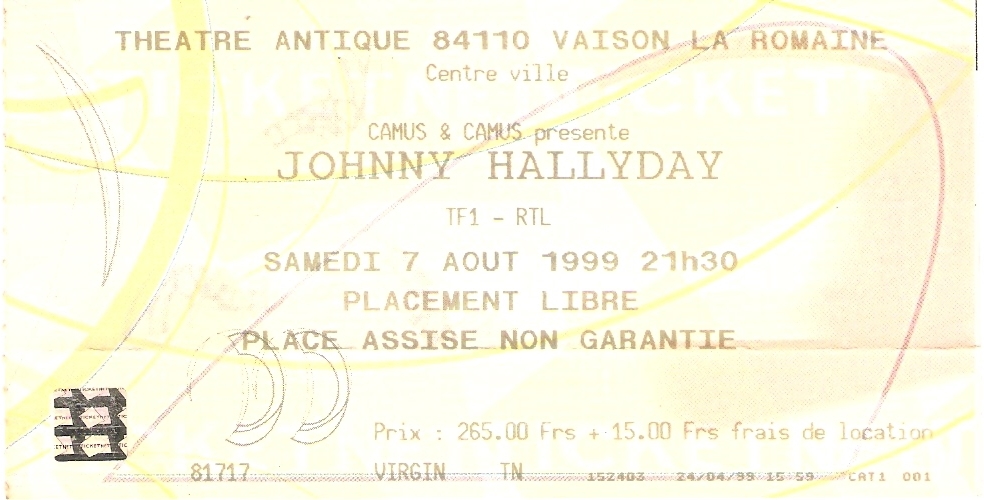 THEATRE ANTIQUE 84110 VAISON LA ROMAINE
Centre ville
CAMUS & CAMUS presente
JOHNNY HALLYDAY
TF1 - RTL
SAMEDI 7 AOUT 1999 21h30
PLACEMENT LIBRE
PLACE ASSISE NON GARANTIE
Prix : 265.00 Frs + 15.00 Frs frais de location
81717 VIRGIN TN 152403 24/04/99 15 59 CAT1 001